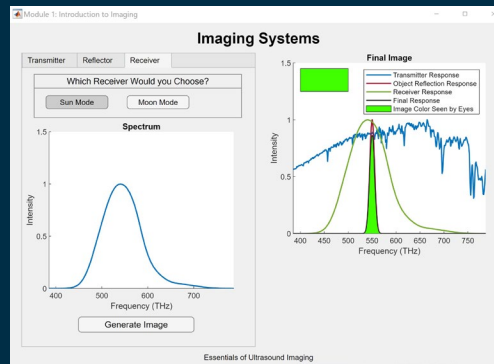 Module 1: Introduction to Imaging
Imaging Systems
Transmitter Reflector Receiver
Which Receiver Would you Choose?
Sun Mode Moon Mode
Spectrum
1.5
1
0.5
0
Intensity
400 500 600 700
Frequency (THz)
Generate Image
Final Image
1.5
1
0.5
0
Intensity
Transmitter Response
Object Reflection Response
Receiver Response
Final Response
Image Color Seen by Eyes
400 450 500 550 600 650 700 750
Frequency (THz)
Essentials of Ultrasound Imaging